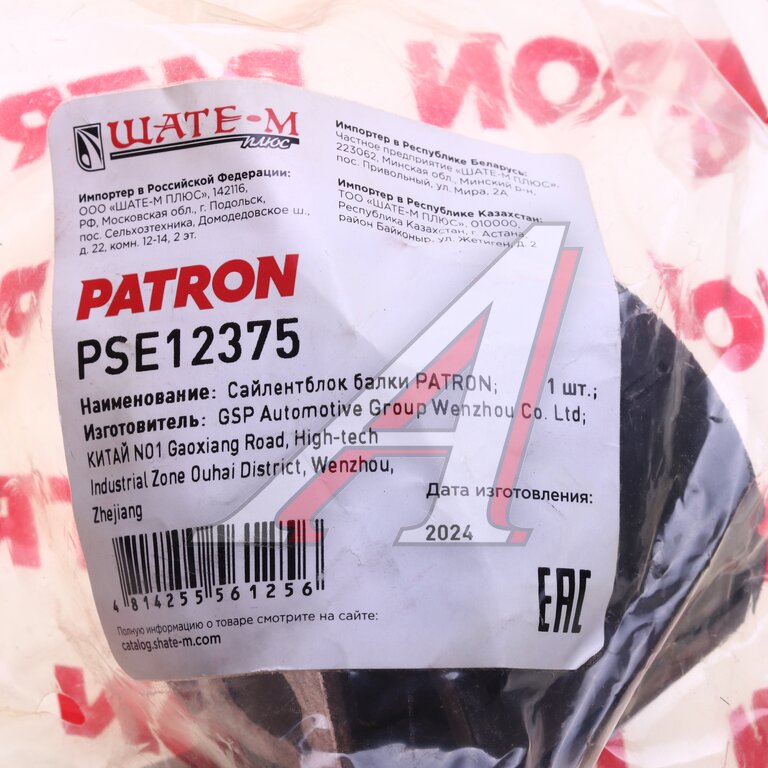 ШАТЕ-М
ПЛЮС
Импортер в Российской Федерации:
ООО «ШАТЕ-М ПЛЮС», 142116,
РФ, Московская обл., г. Подольск,
пос. Сельхозтехника, Домодедовское ш.,
д. 22, комн. 12-14, 2 эт.
Импортер в Республике Беларусь:
Частное предприятие «ШАТЕ-М ПЛЮС»,
223062, Минская обл., Минский р-н,
пос. Привольный, ул. Мира, 2А
Импортер в Республике Казахстан:
ТОО «ШАТЕ-М ПЛЮС», 010000,
Республика Казахстан, г. Астана,
район Байконыр, ул. Жетиген, д. 2
PATRON
PSE12375
Наименование: Сайлентблок балки PATRON; 1 шт.;
Изготовитель: GSP Automotive Group Wenzhou Co. Ltd;
КИТАЙ NO1 Gaoxiang Road, High-tech
Industrial Zone Ouhai District, Wenzhou,
Zhejiang
Дата изготовления:
2024
4 814255 561256
EAC
Полную информацию о товаре смотрите на сайте:
catalog.shate-m.com